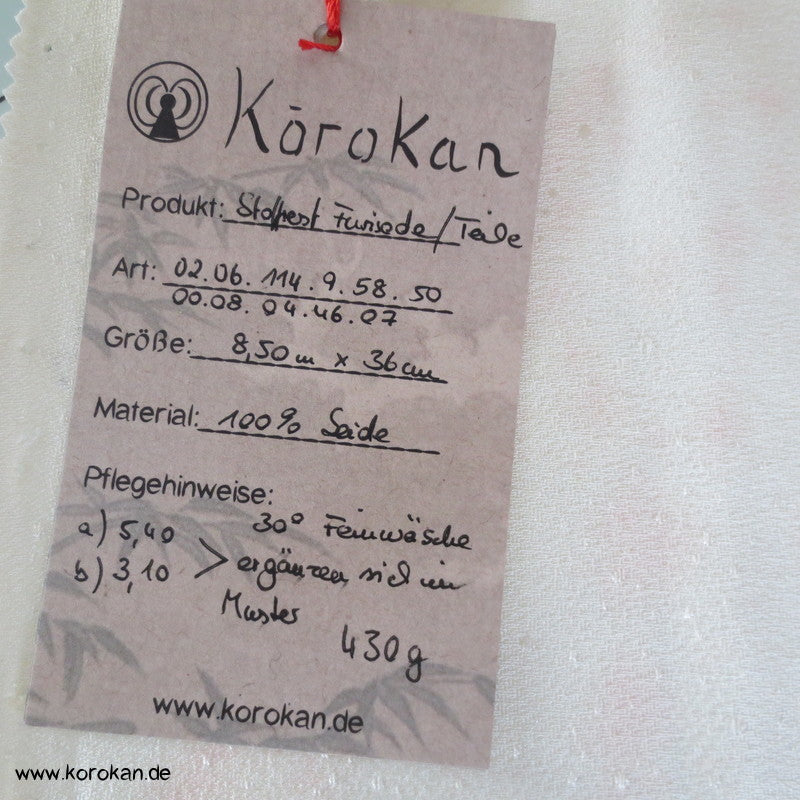 Kōrokan
Produkt: Stoffrest Furisode/Teile
Art: 02.06.114.9.58.50
00.08.04.46.07
Größe: 8,50m x 36cm
Material: 100% Seide
Pflegehinweise:
30° Feinwäsche
a) 5,40
b) 3,10 > ergänzen sich im
Muster
430g
www.korokan.de
www.korokan.de